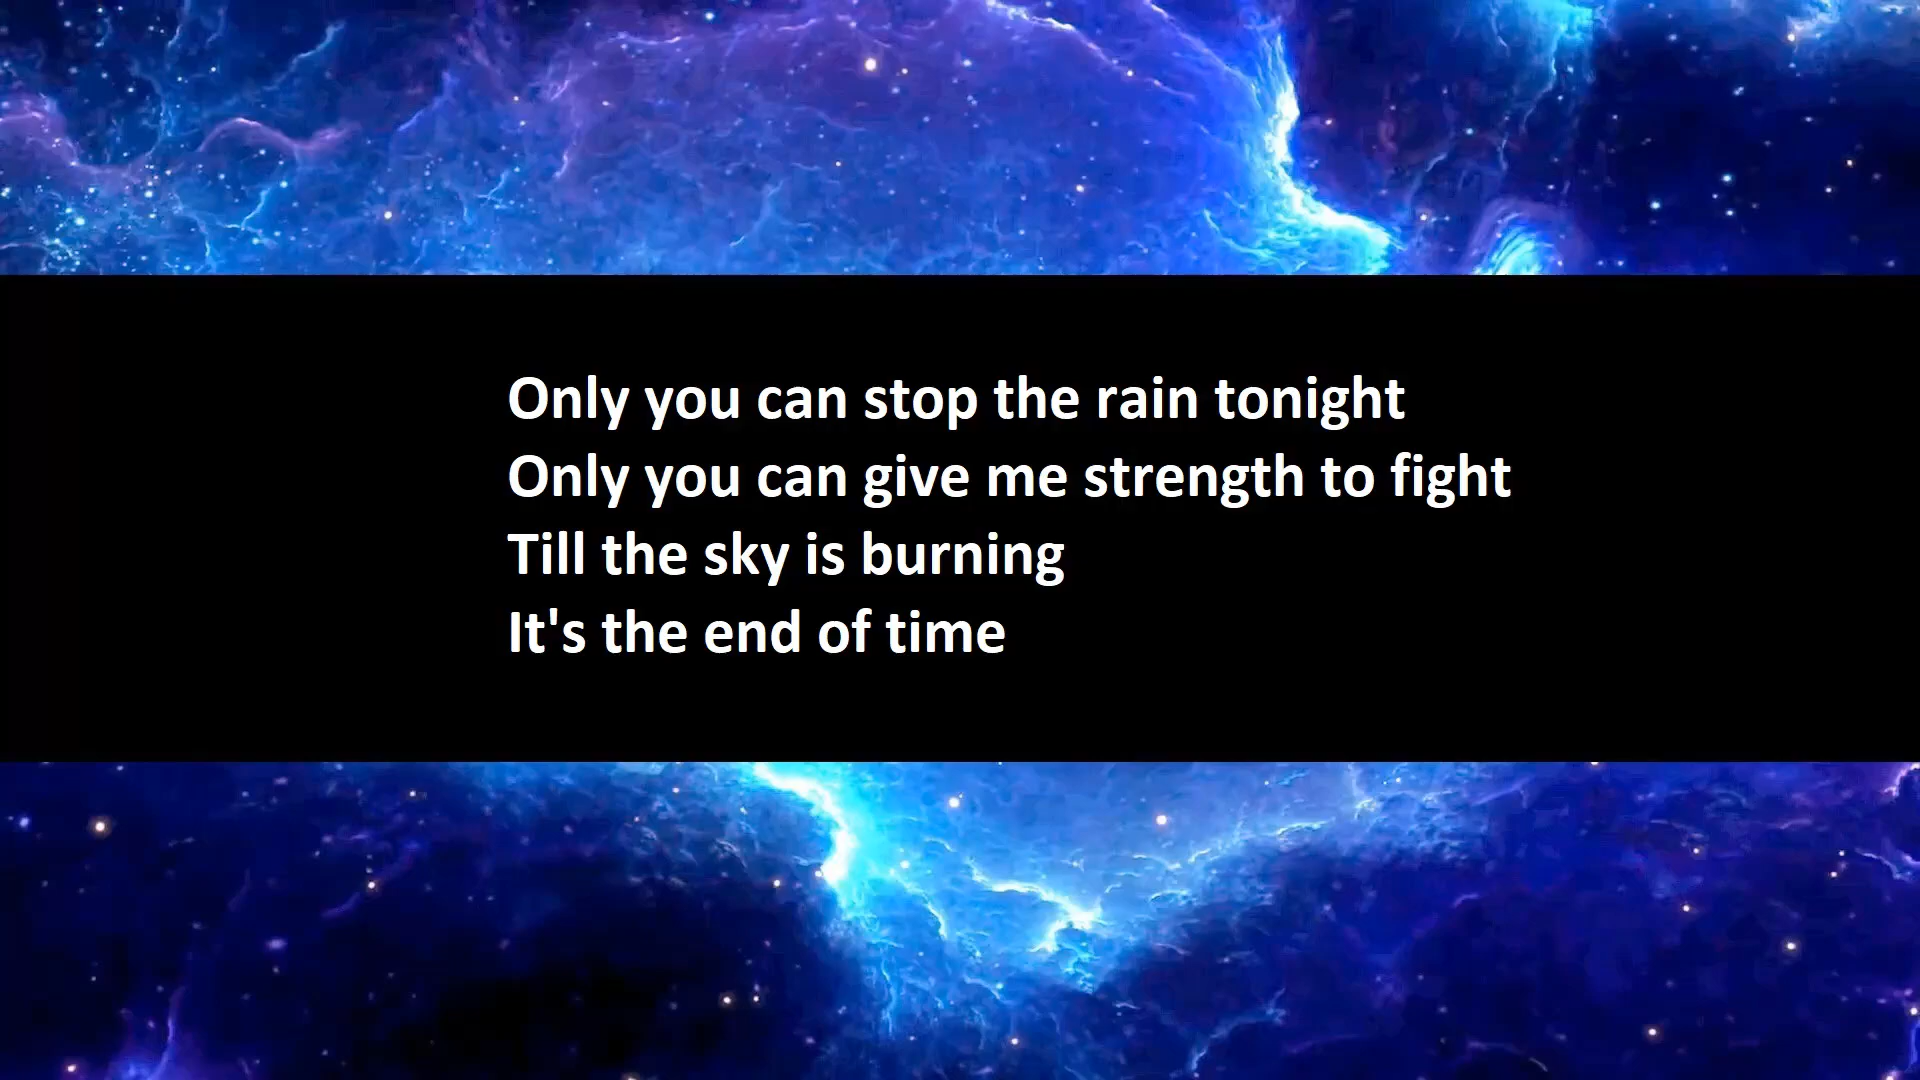 Only you can stop the rain tonight
Only you can give me strength to fight
Till the sky is burning
It's the end of time